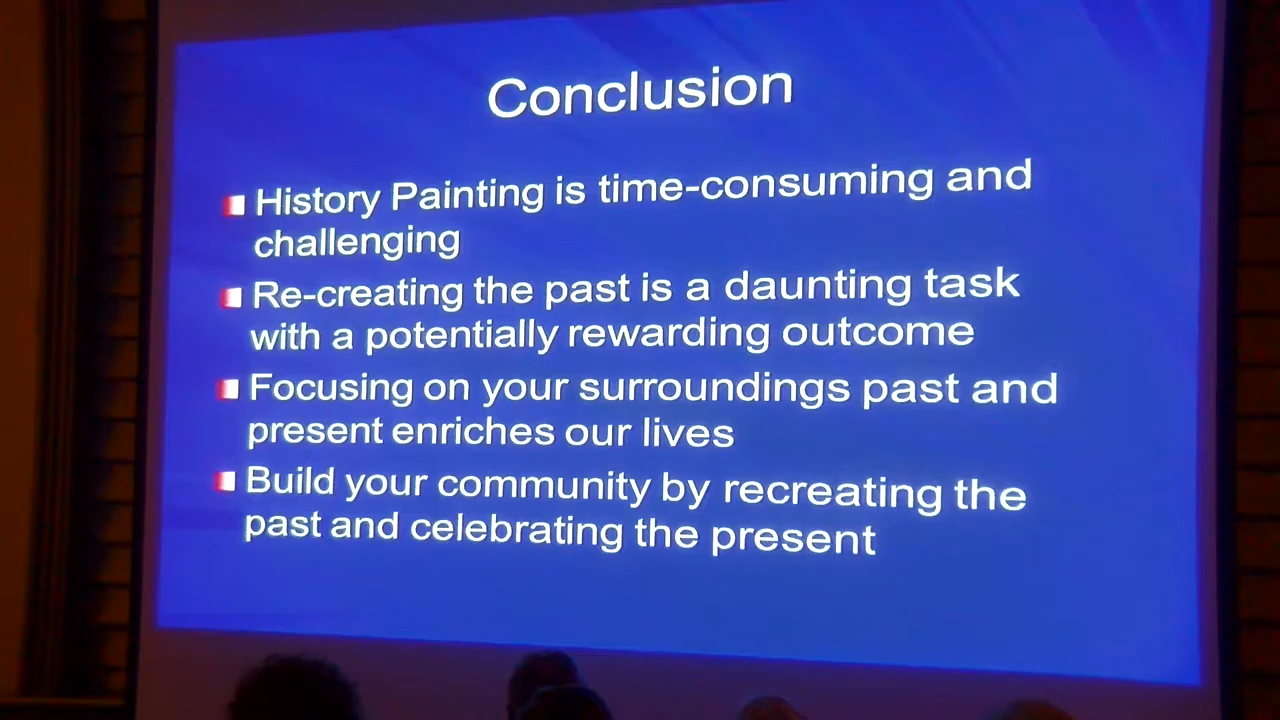 Conclusion
History Painting is time-consuming and
challenging
Re-creating the past is a daunting task
with a potentially rewarding outcome
Focusing on your surroundings past and
present enriches our lives
Build your community by recreating the
past and celebrating the present